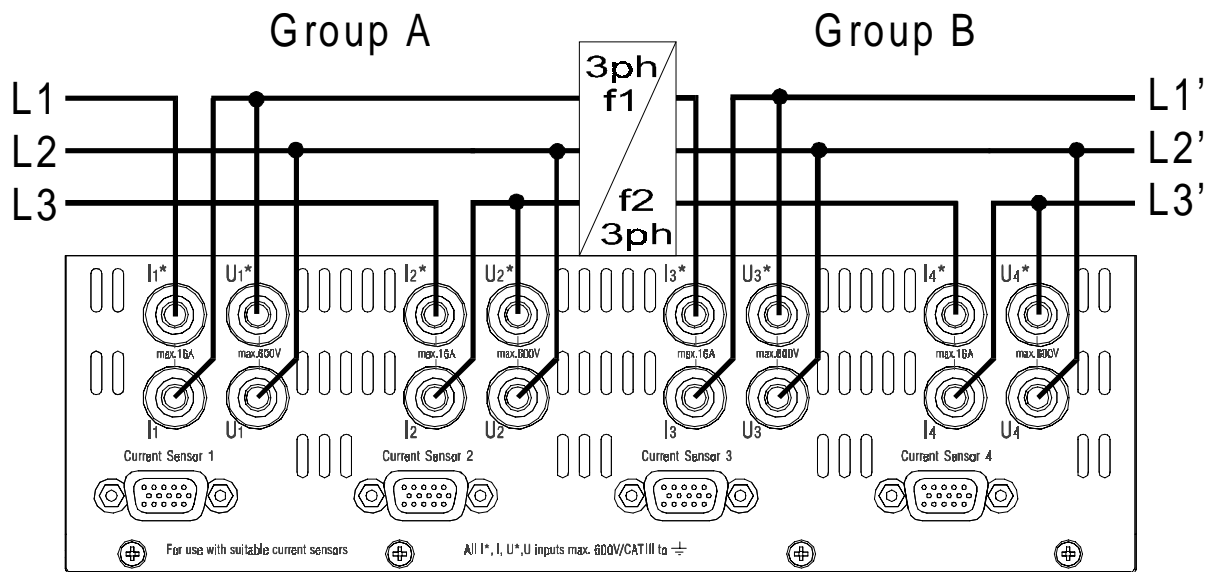 Group A
Group B
L1
L2
L3
3ph
f1
f2
3ph
L1’
L2’
L3’
I1*
U1*
I2*
U2*
I3*
U3*
I4*
U4*
max.16A
max.600V
max.16A
max.600V
max.16A
max.600V
max.16A
max.600V
I1
U1
I2
U2
I3
U3
I4
U4
Current Sensor 1
Current Sensor 2
Current Sensor 3
Current Sensor 4
For use with suitable current sensors
All I*, I, U*,U inputs max. 600V/CATIII to ⏚